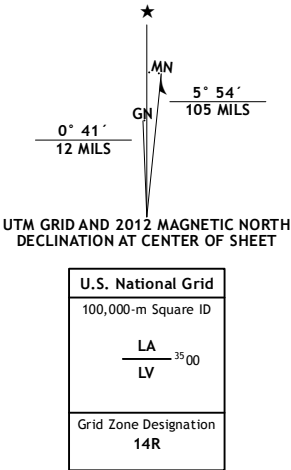 ★
MN
5° 54´
105 MILS
GN
0° 41´
12 MILS
UTM GRID AND 2012 MAGNETIC NORTH
DECLINATION AT CENTER OF SHEET
U.S. National Grid
100,000-m Square ID
LA
3500
LV
Grid Zone Designation
14R